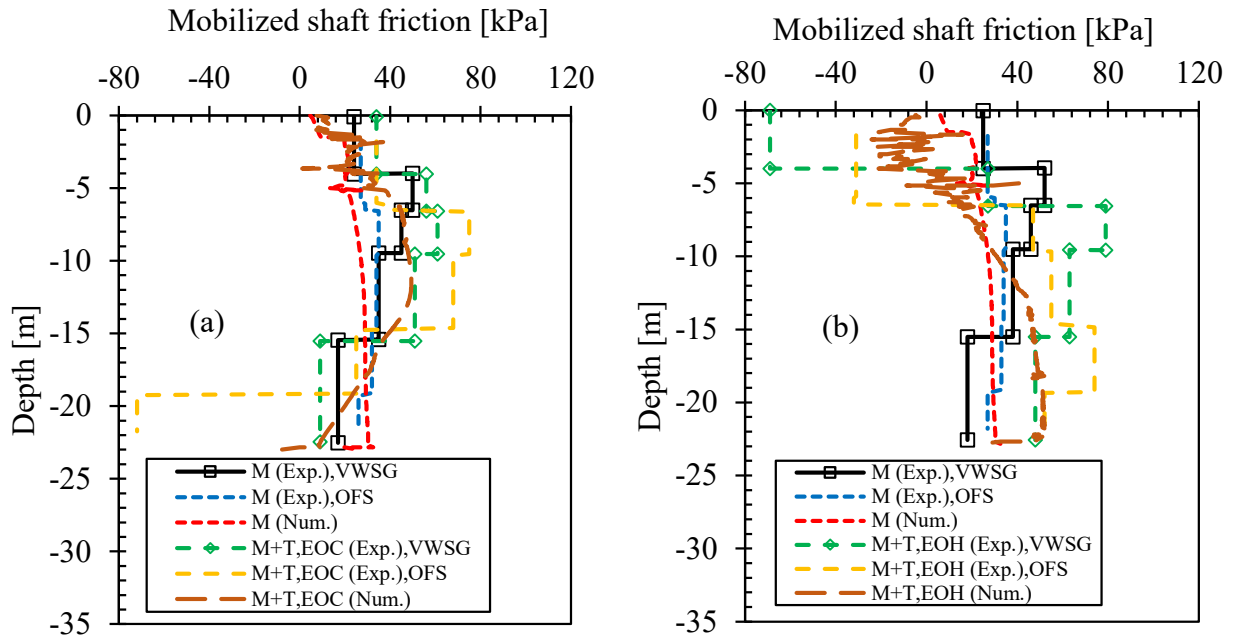 Mobilized shaft friction [kPa]
-80 -40 0 40 80 120
0
-5
-10
-15
-20
-25
-30
-35
Depth [m]
(a)
M (Exp.),VWSG
M (Exp.),OFS
M (Num.)
M+T,EOC (Exp.),VWSG
M+T,EOC (Exp.),OFS
M+T,EOC (Num.)
Mobilized shaft friction [kPa]
-80 -40 0 40 80 120
0
-5
-10
-15
-20
-25
-30
-35
Depth [m]
(b)
M (Exp.),VWSG
M (Exp.),OFS
M (Num.)
M+T,EOH (Exp.),VWSG
M+T,EOH (Exp.),OFS
M+T,EOH (Num.)